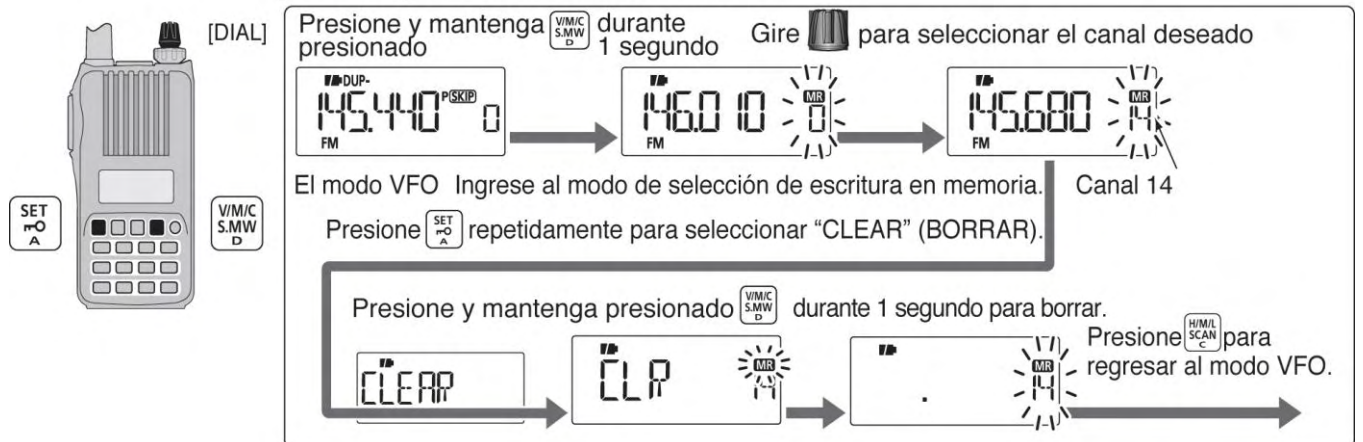 [DIAL]
SET
A
V/M/C
S.MW
D
Presione y mantenga V/M/C S.MW D durante
presionado 1 segundo
Gire para seleccionar el canal deseado
DUP-
145.440 P SKIP 0
FM
146.010 MR 0
FM
145.680 MR 14
FM
El modo VFO Ingrese al modo de selección de escritura en memoria. Canal 14
Presione SET A repetidamente para seleccionar “CLEAR” (BORRAR).
Presione y mantenga presionado V/M/C S.MW D durante 1 segundo para borrar.
CLEAR
CLR MR 14
. MR 14
Presione H/M/L SCAN C para
regresar al modo VFO.